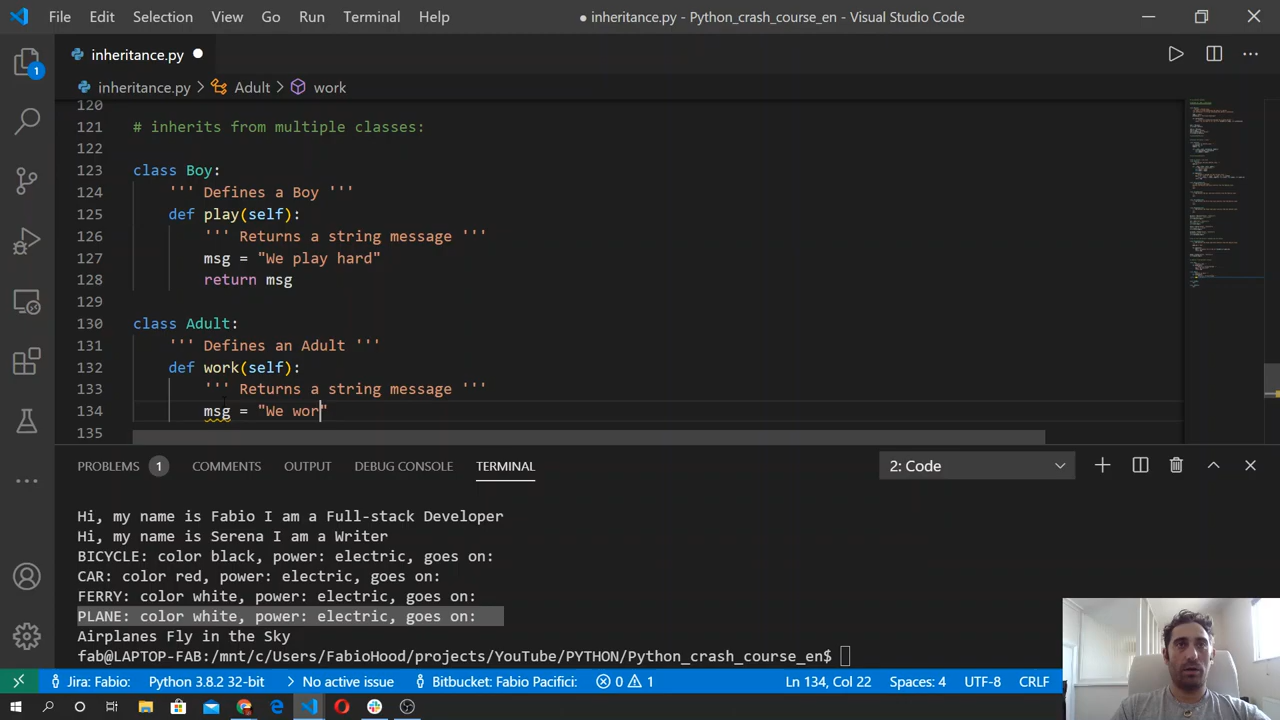 File Edit Selection View Go Run Terminal Help ● inheritance.py - Python_crash_course_en - Visual Studio Code
inheritance.py ●
inheritance.py > Adult > work
120
121 # inherits from multiple classes:
122
123 class Boy:
124 ''' Defines a Boy '''
125 def play(self):
126 ''' Returns a string message '''
127 msg = "We play hard"
128 return msg
129
130 class Adult:
131 ''' Defines an Adult '''
132 def work(self):
133 ''' Returns a string message '''
134 msg = "We wor"
135
1
PROBLEMS 1 COMMENTS OUTPUT DEBUG CONSOLE TERMINAL 2: Code
Hi, my name is Fabio I am a Full-stack Developer
Hi, my name is Serena I am a Writer
BICYCLE: color black, power: electric, goes on:
CAR: color red, power: electric, goes on:
FERRY: color white, power: electric, goes on:
PLANE: color white, power: electric, goes on:
Airplanes Fly in the Sky
fab@LAPTOP-FAB:/mnt/c/Users/FabioHood/projects/YouTube/PYTHON/Python_crash_course_en$
Jira: Fabio: Python 3.8.2 32-bit > No active issue Bitbucket: Fabio Pacifici: 0 1 Ln 134, Col 22 Spaces: 4 UTF-8 CRLF